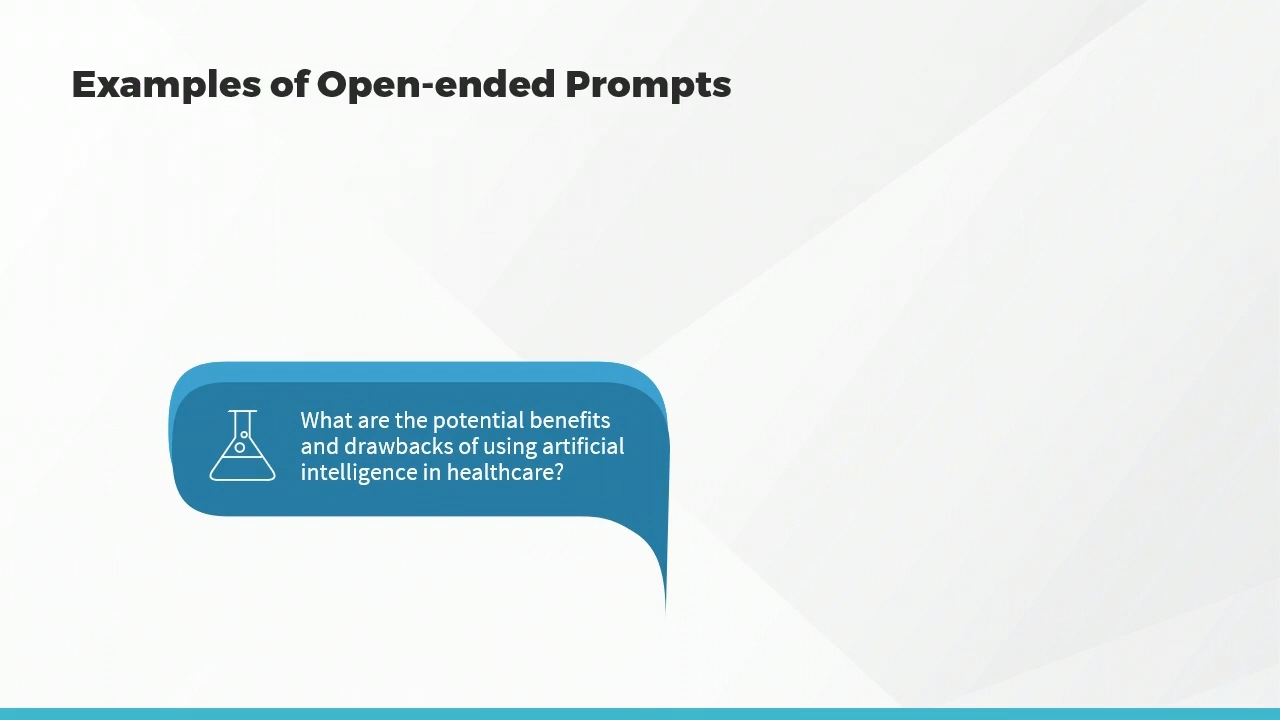 Examples of Open-ended Prompts
What are the potential benefits
and drawbacks of using artificial
intelligence in healthcare?